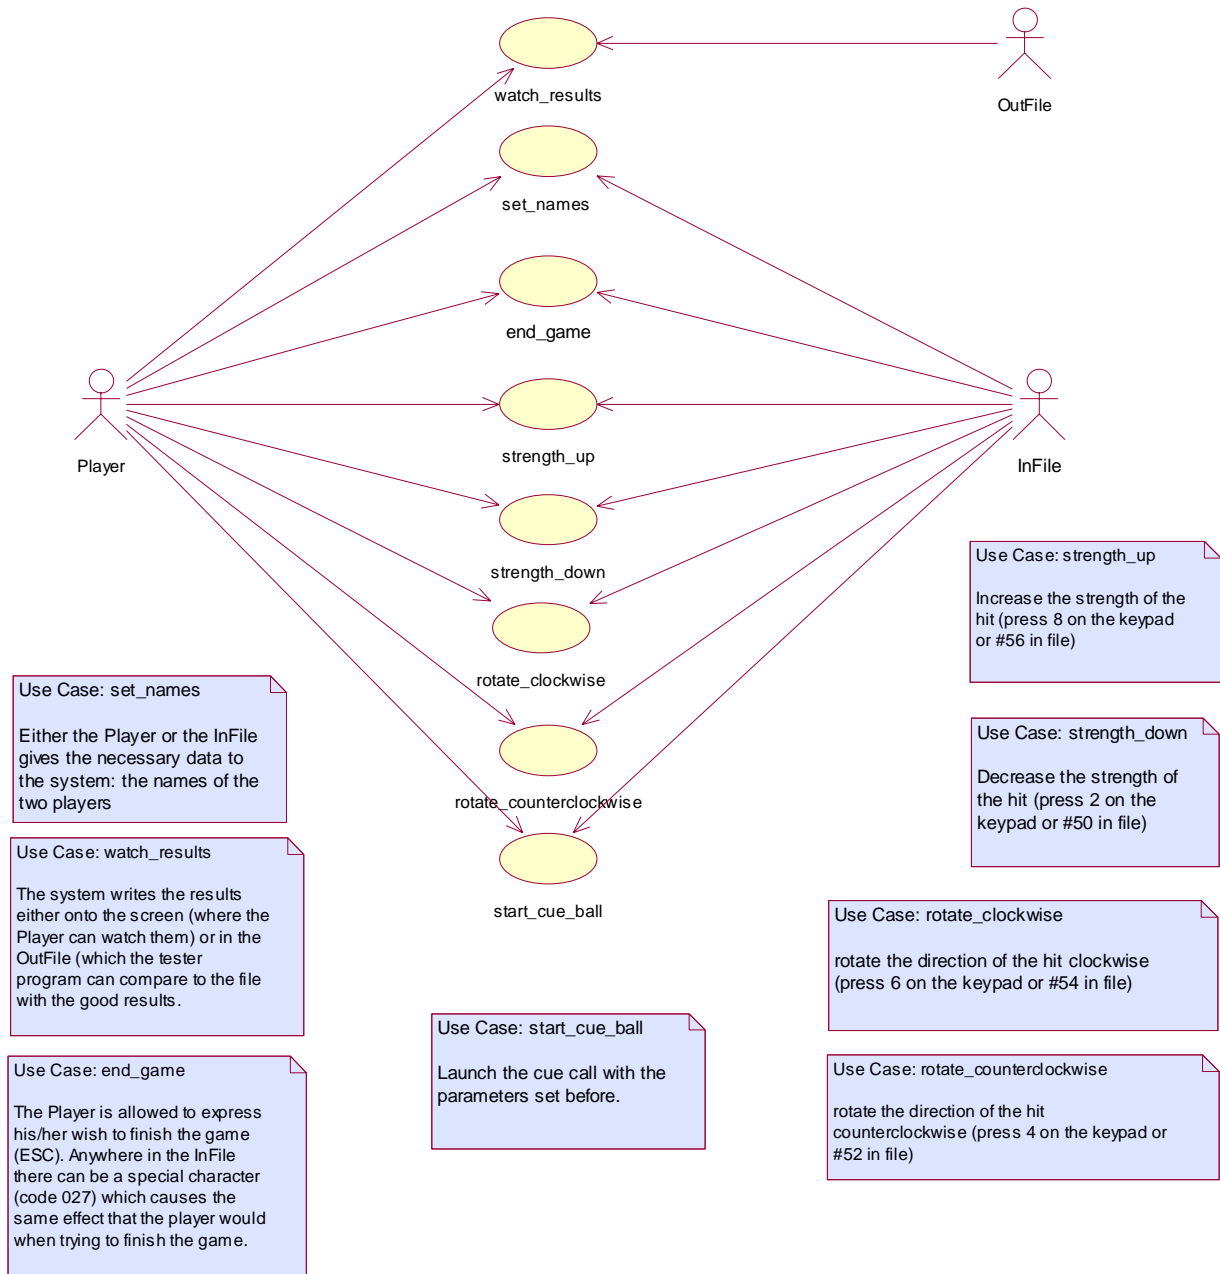 watch_results
OutFile
set_names
end_game
Player
InFile
strength_up
strength_down
rotate_clockwise
rotate_counterclockwise
start_cue_ball
Use Case: strength_up
Increase the strength of the
hit (press 8 on the keypad
or #56 in file)
Use Case: set_names
Either the Player or the InFile
gives the necessary data to
the system: the names of the
two players
Use Case: strength_down
Decrease the strength of
the hit (press 2 on the
keypad or #50 in file)
Use Case: watch_results
The system writes the results
either onto the screen (where the
Player can watch them) or in the
OutFile (which the tester
program can compare to the file
with the good results.
Use Case: rotate_clockwise
rotate the direction of the hit clockwise
(press 6 on the keypad or #54 in file)
Use Case: start_cue_ball
Launch the cue call with the
parameters set before.
Use Case: end_game
The Player is allowed to express
his/her wish to finish the game
(ESC). Anywhere in the InFile
there can be a special character
(code 027) which causes the
same effect that the player would
when trying to finish the game.
Use Case: rotate_counterclockwise
rotate the direction of the hit
counterclockwise (press 4 on the keypad or
#52 in file)